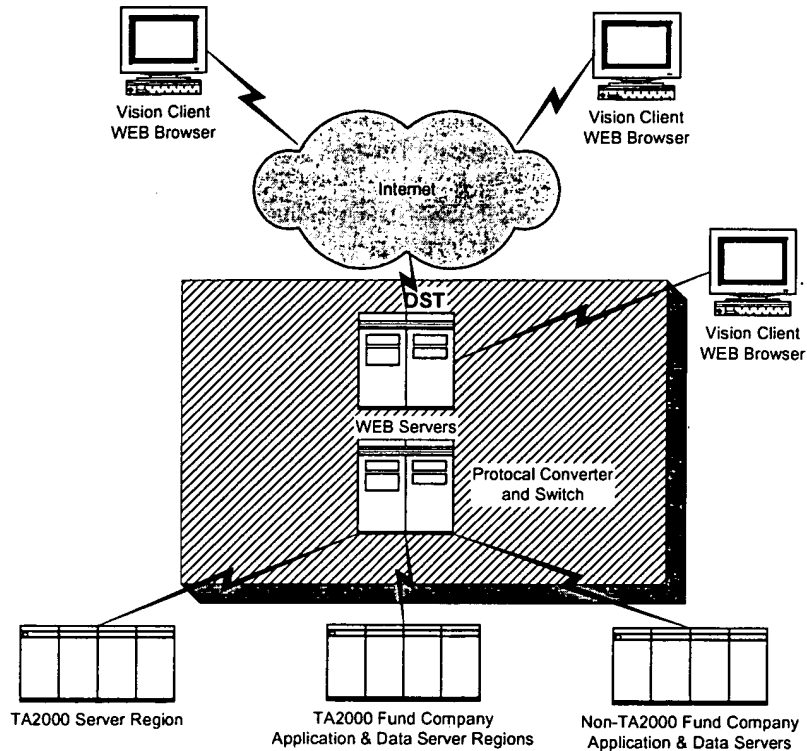 Vision Client
WEB Browser
Vision Client
WEB Browser
Internet
DST
Vision Client
WEB Browser
WEB Servers
Protocal Converter
and Switch
TA2000 Server Region
TA2000 Fund Company
Application & Data Server Regions
Non-TA2000 Fund Company
Application & Data Servers